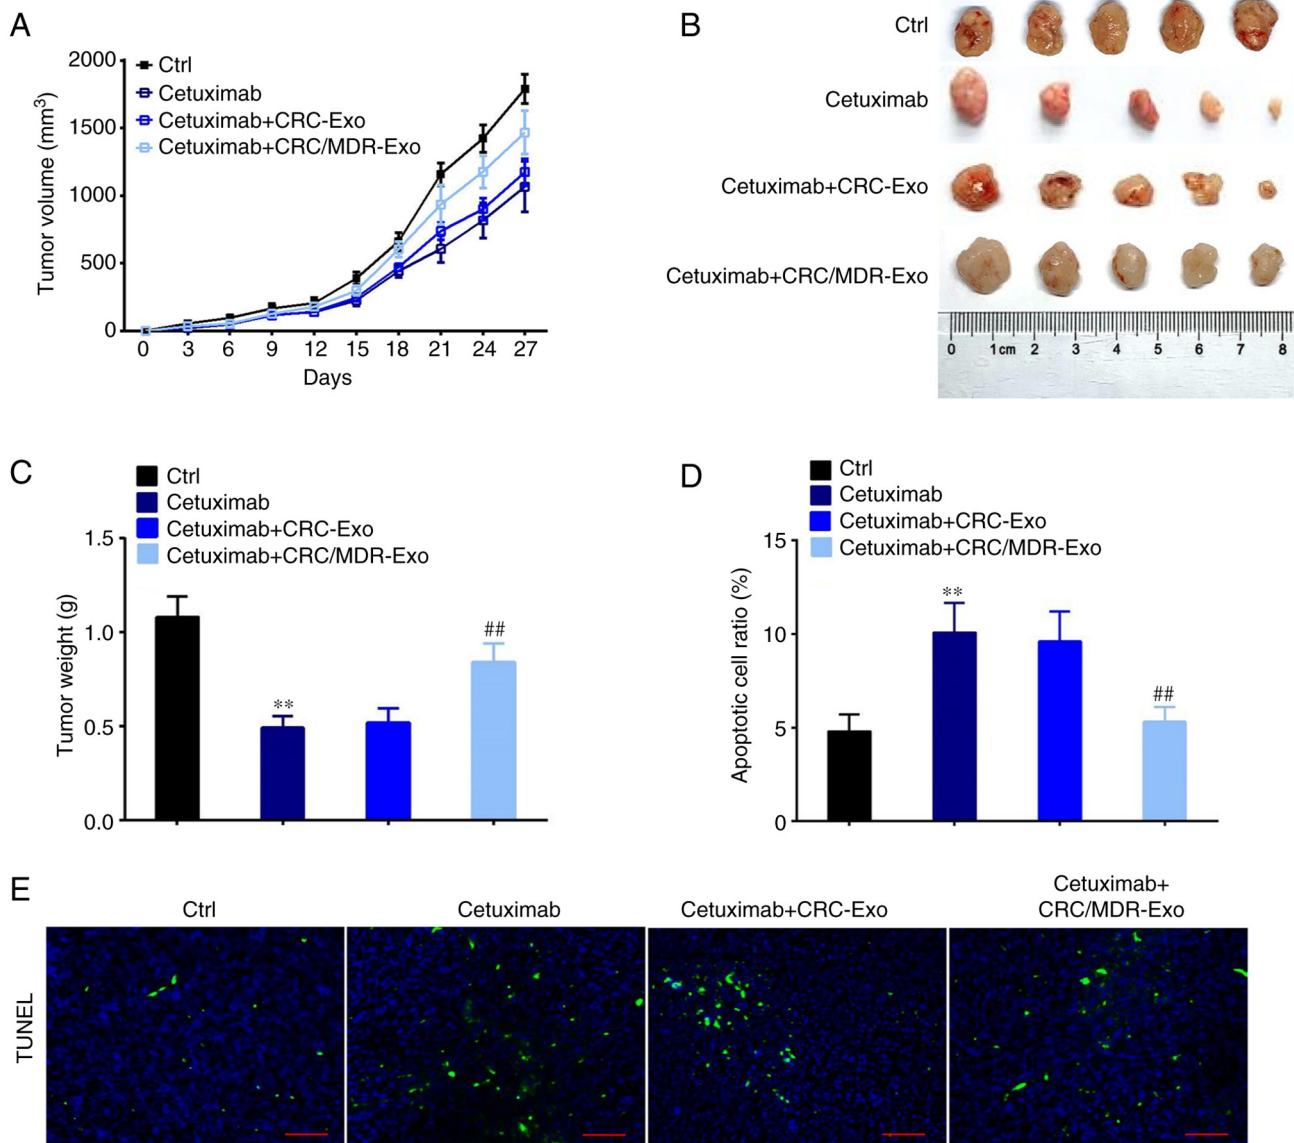 A
2000
1500
1000
500
0
Tumor volume (mm3)
Ctrl
Cetuximab
Cetuximab+CRC-Exo
Cetuximab+CRC/MDR-Exo
0 3 6 9 12 15 18 21 24 27
Days
B
Ctrl
Cetuximab
Cetuximab+CRC-Exo
Cetuximab+CRC/MDR-Exo
0 1cm 2 3 4 5 6 7 8
C
Ctrl
Cetuximab
Cetuximab+CRC-Exo
Cetuximab+CRC/MDR-Exo
1.5
1.0
0.5
0.0
Tumor weight (g)
**
##
D
Ctrl
Cetuximab
Cetuximab+CRC-Exo
Cetuximab+CRC/MDR-Exo
15
10
5
0
Apoptotic cell ratio (%)
**
##
E
Ctrl
Cetuximab
Cetuximab+CRC-Exo
Cetuximab+
CRC/MDR-Exo
TUNEL